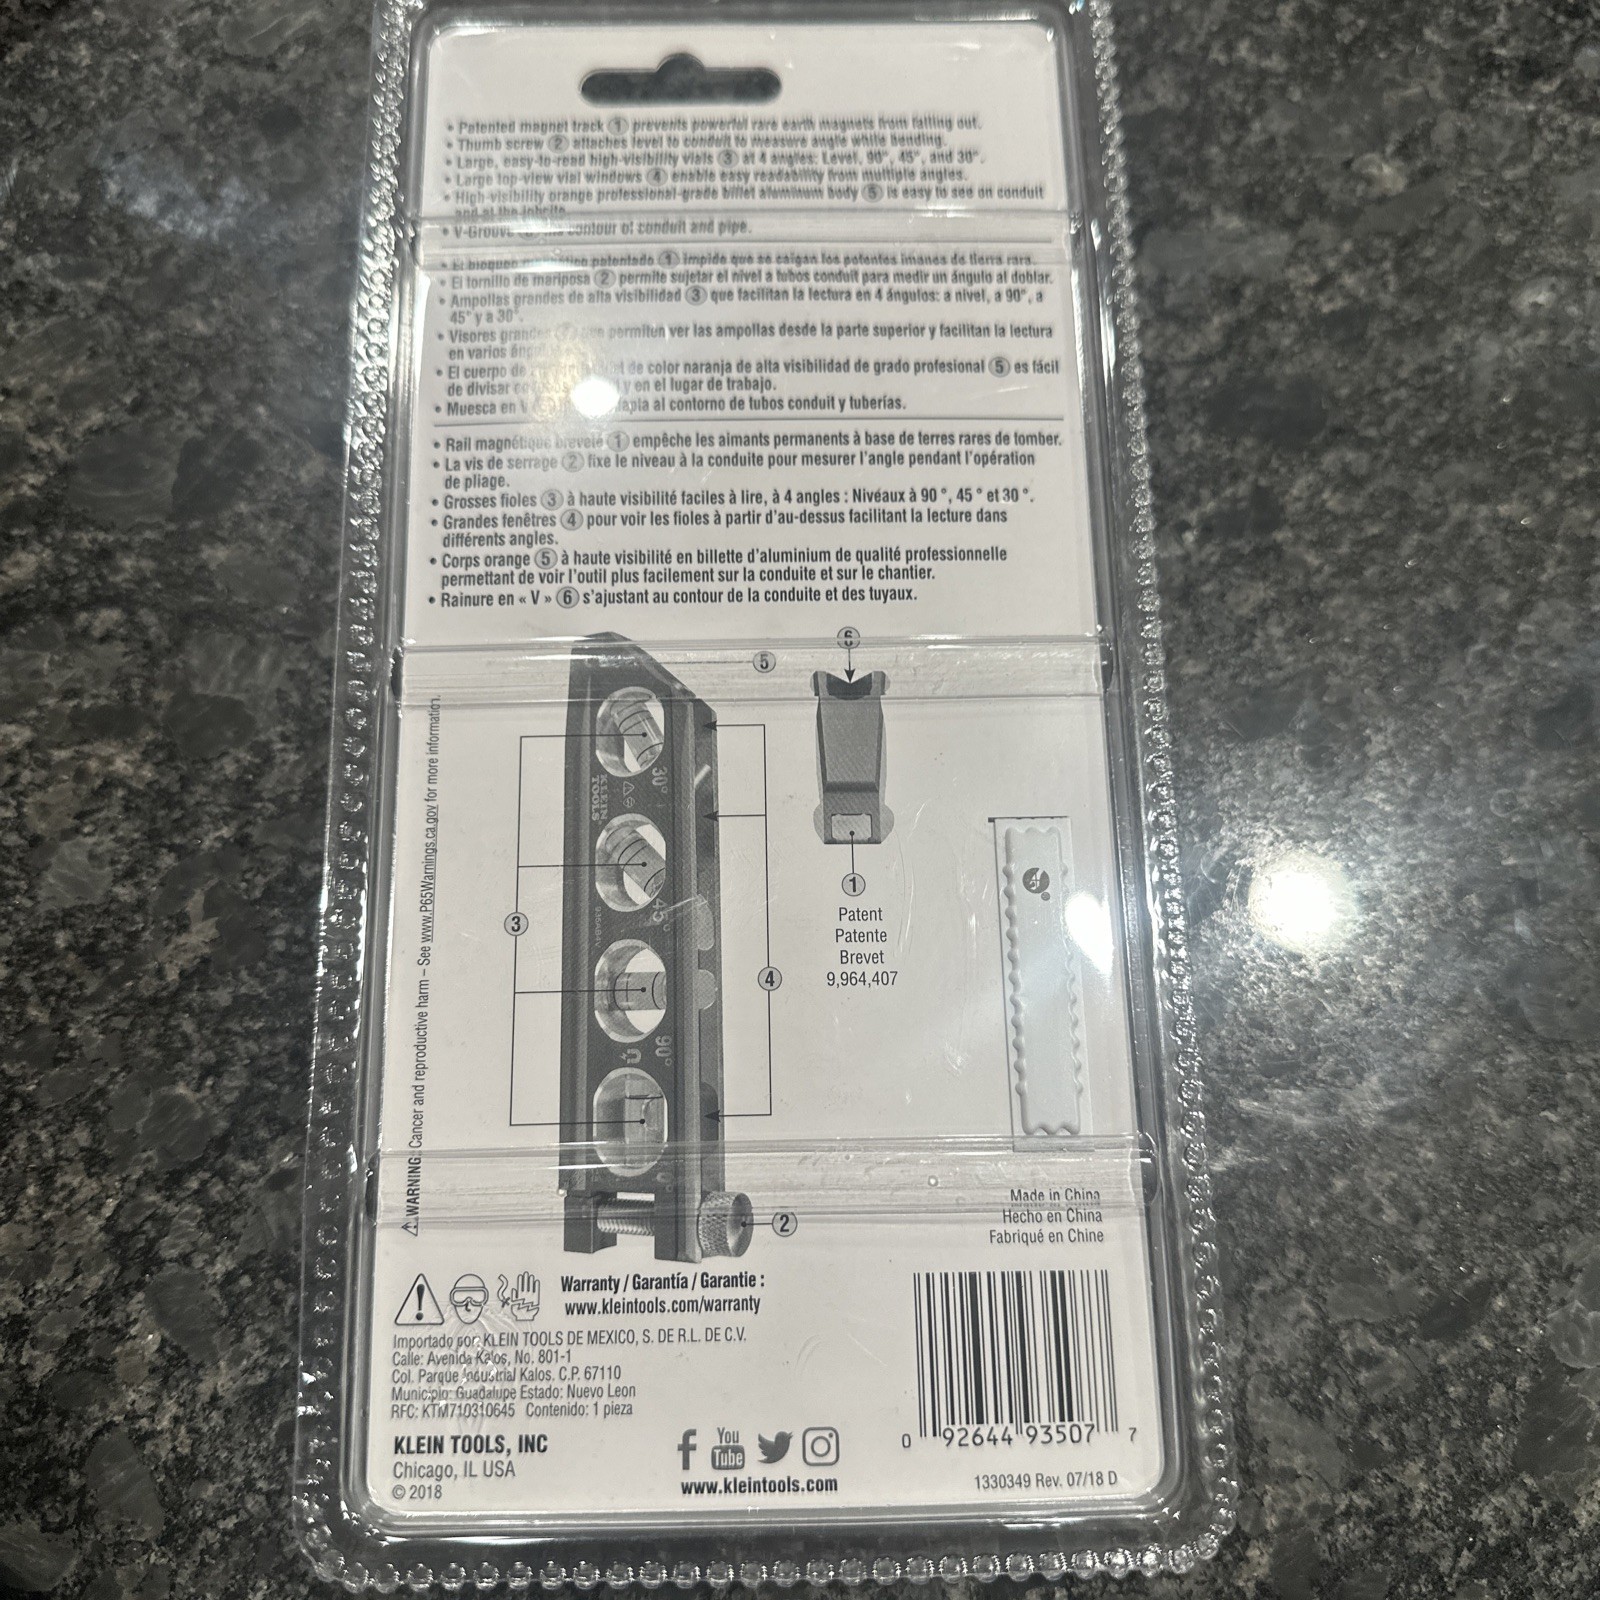 • Patented magnet track ① prevents powerful rare earth magnets from falling out.
• Thumb screw ② attaches level to conduit to measure angle while bending.
• Large, easy-to-read high-visibility vials ③ at 4 angles: Level, 90°, 45°, and 30°.
• Large top-view vial windows ④ enable easy readability from multiple angles.
• High-visibility orange professional-grade billet aluminum body ⑤ is easy to see on conduit
and at the jobsite.
• V-Groove contour of conduit and pipe.
• El bloqueo patentado ① impide que se caigan los potentes imanes de tierra rara.
• El tornillo de mariposa ② permite sujetar el nivel a tubos conduit para medir un ángulo al doblar.
• Ampollas grandes de alta visibilidad ③ que facilitan la lectura en 4 ángulos: a nivel, a 90°, a
45° y a 30°.
• Visores permiten ver las ampollas desde la parte superior y facilitan la lectura
en varios
• El cuerpo de de color naranja de alta visibilidad de grado profesional ⑤ es fácil
de divisar y en el lugar de trabajo.
• Muesca en al contorno de tubos conduit y tuberías.
• Rail magnétique breveté ① empêche les aimants permanents à base de terres rares de tomber.
• La vis de serrage ② fixe le niveau à la conduite pour mesurer l'angle pendant l'opération
de pliage.
• Grosses fioles ③ à haute visibilité faciles à lire, à 4 angles : Niveaux à 90 °, 45 ° et 30 °.
• Grandes fenêtres ④ pour voir les fioles à partir d'au-dessus facilitant la lecture dans
différents angles.
• Corps orange ⑤ à haute visibilité en billette d'aluminium de qualité professionnelle
permettant de voir l'outil plus facilement sur la conduite et sur le chantier.
• Rainure en « V » ⑥ s'ajustant au contour de la conduite et des tuyaux.
⑥
⑤
30°
KLEIN
TOOLS
①
45°
③
Patent
Patente
Brevet
9,964,407
④
90°
②
⚠WARNING: Cancer and reproductive harm – See www.P65Warnings.ca.gov for more information.
Made in China
Hecho en China
Fabriqué en Chine
Warranty / Garantía / Garantie :
www.kleintools.com/warranty
Importado por: KLEIN TOOLS DE MEXICO, S. DE R.L. DE C.V.
Calle: Avenida Kalos, No. 801-1
Col. Parque Industrial Kalos. C.P. 67110
Municipio: Guadalupe Estado: Nuevo Leon
RFC: KTM710310645 Contenido: 1 pieza
KLEIN TOOLS, INC
Chicago, IL USA
© 2018
You
Tube
www.kleintools.com
0 92644 93507 7
1330349 Rev. 07/18 D